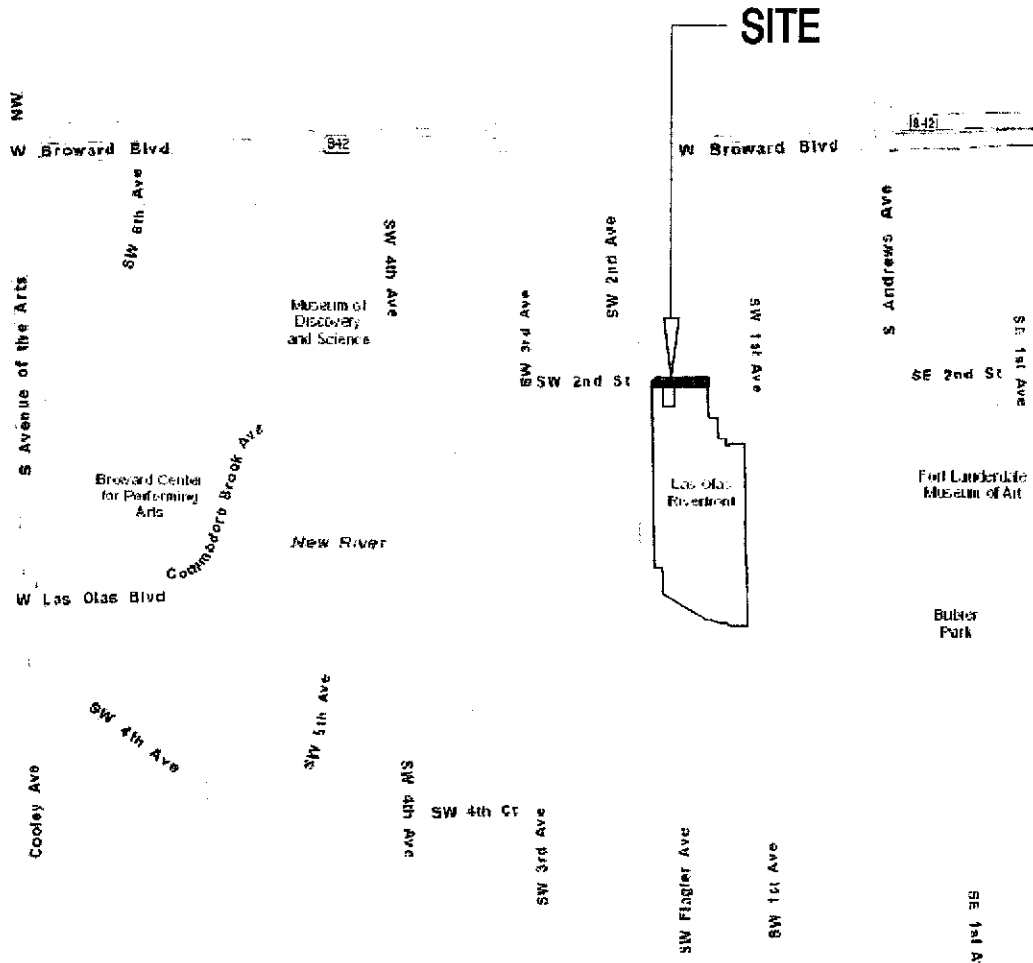 SITE
NW
W Broward Blvd
842
W Broward Blvd
842
SW 6th Ave
SW 4th Ave
SW 2nd Ave
S Andrews Ave
S Avenue of the Arts
Museum of
Discovery
and Science
SW 3rd Ave
SW 1st Ave
SE 1st Ave
SW 2nd St
SE 2nd St
Broward Center
for Performing
Arts
Commodore Brook Ave
Las Olas
Riverfront
Fort Lauderdale
Museum of Art
New River
W Las Olas Blvd
Bubier
Park
SW 4th Ave
SW 5th Ave
Cooley Ave
SW 4th Ave
SW 4th Ct
SW 3rd Ave
SW Flagler Ave
SW 1st Ave
SE 1st Av